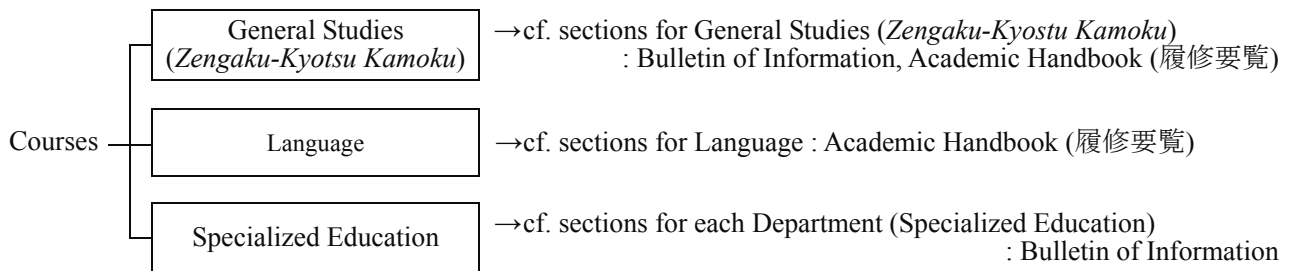 General Studies
(Zengaku-Kyotsu Kamoku)
→cf. sections for General Studies (Zengaku-Kyostu Kamoku)
: Bulletin of Information, Academic Handbook (履修要覧)
Courses
Language
→cf. sections for Language : Academic Handbook (履修要覧)
Specialized Education
→cf. sections for each Department (Specialized Education)
: Bulletin of Information